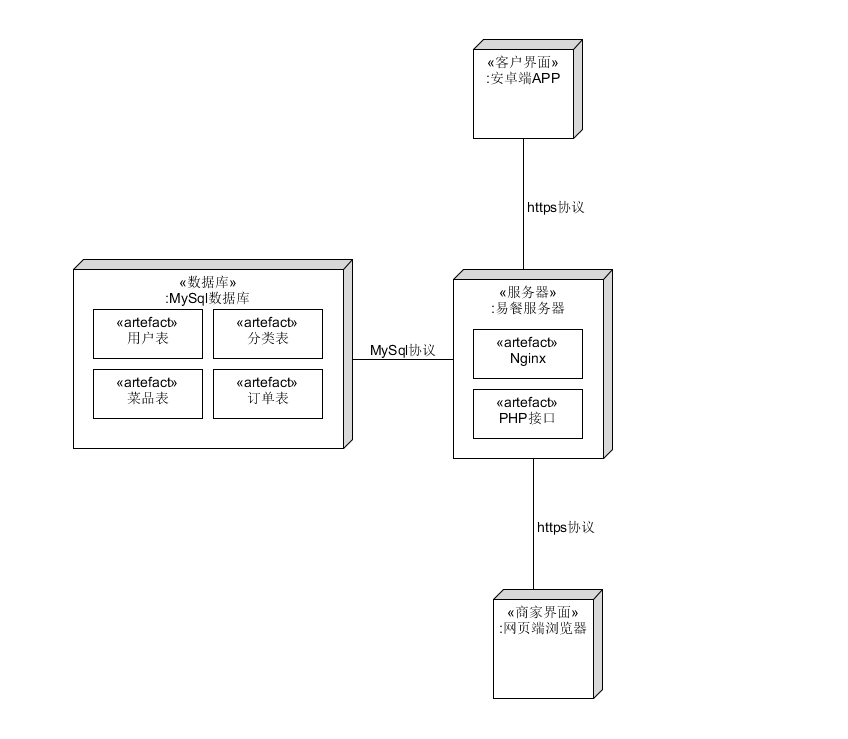 «客户界面»
:安卓端APP
https协议
«数据库»
:MySql数据库
«artefact»
用户表
«artefact»
分类表
«artefact»
菜品表
«artefact»
订单表
MySql协议
«服务器»
:易餐服务器
«artefact»
Nginx
«artefact»
PHP接口
https协议
«商家界面»
:网页端浏览器